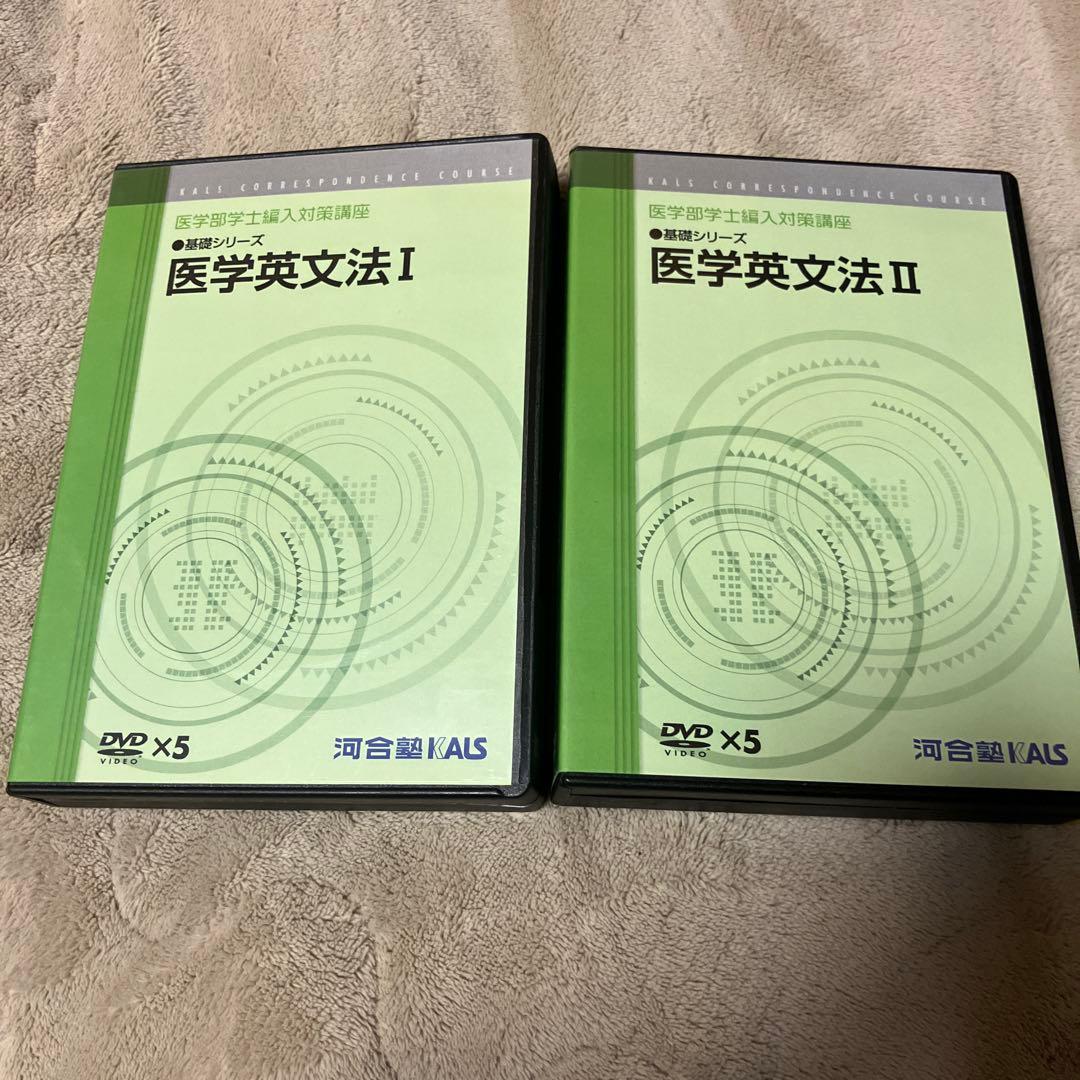 KALS CORRESPONDENCE COURSE
医学部学士編入対策講座
●基礎シリーズ
医学英文法Ⅰ
DVD VIDEO ×5
河合塾KALS
KALS CORRESPONDENCE COURSE
医学部学士編入対策講座
●基礎シリーズ
医学英文法Ⅱ
DVD VIDEO ×5
河合塾KALS